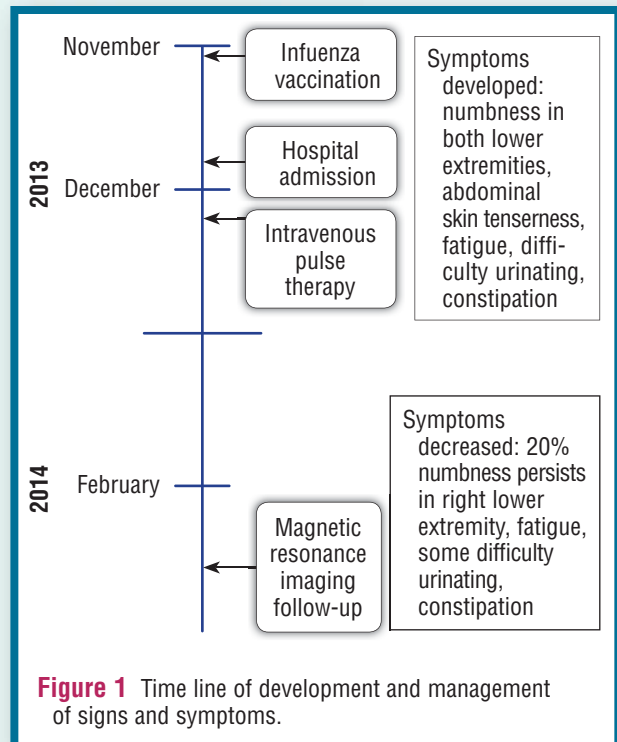 November
Infuenza
vaccination
Symptoms
developed:
numbness in
both lower
extremities,
abdominal
skin tenserness,
fatigue, diffi-
culty urinating,
constipation
2013
Hospital
admission
December
Intravenous
pulse
therapy
2014
February
Symptoms
decreased: 20%
numbness persists
in right lower
extremity, fatigue,
some difficulty
urinating,
constipation
Magnetic
resonance
imaging
follow-up
Figure 1 Time line of development and management
of signs and symptoms.